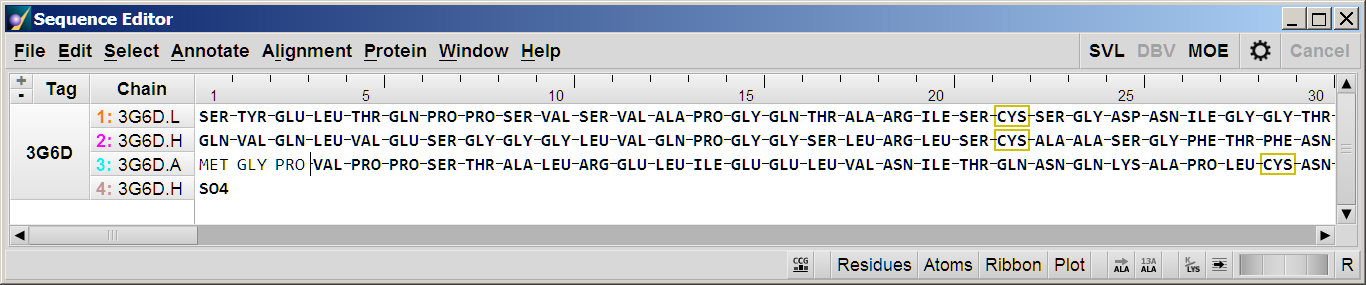 Sequence Editor
File Edit Select Annotate Alignment Protein Window Help SVL DBV MOE Cancel
+ - Tag Chain 1 5 10 15 20 25 30
1: 3G6D.L SER-TYR-GLU-LEU-THR-GLN-PRO-PRO-SER-VAL-SER-VAL-ALA-PRO-GLY-GLN-THR-ALA-ARG-ILE-SER-CYS-SER-GLY-ASP-ASN-ILE-GLY-GLY-THR-
2: 3G6D.H GLN-VAL-GLN-LEU-VAL-GLU-SER-GLY-GLY-GLY-LEU-VAL-GLN-PRO-GLY-GLY-SER-LEU-ARG-LEU-SER-CYS-ALA-ALA-SER-GLY-PHE-THR-PHE-ASN-
3G6D
3: 3G6D.A MET GLY PRO VAL-PRO-PRO-SER-THR-ALA-LEU-ARG-GLU-LEU-ILE-GLU-GLU-LEU-VAL-ASN-ILE-THR-GLN-ASN-GLN-LYS-ALA-PRO-LEU-CYS-ASN-
4: 3G6D.H SO4
CCG Residues Atoms Ribbon Plot ALA 13A ALA K LYS R